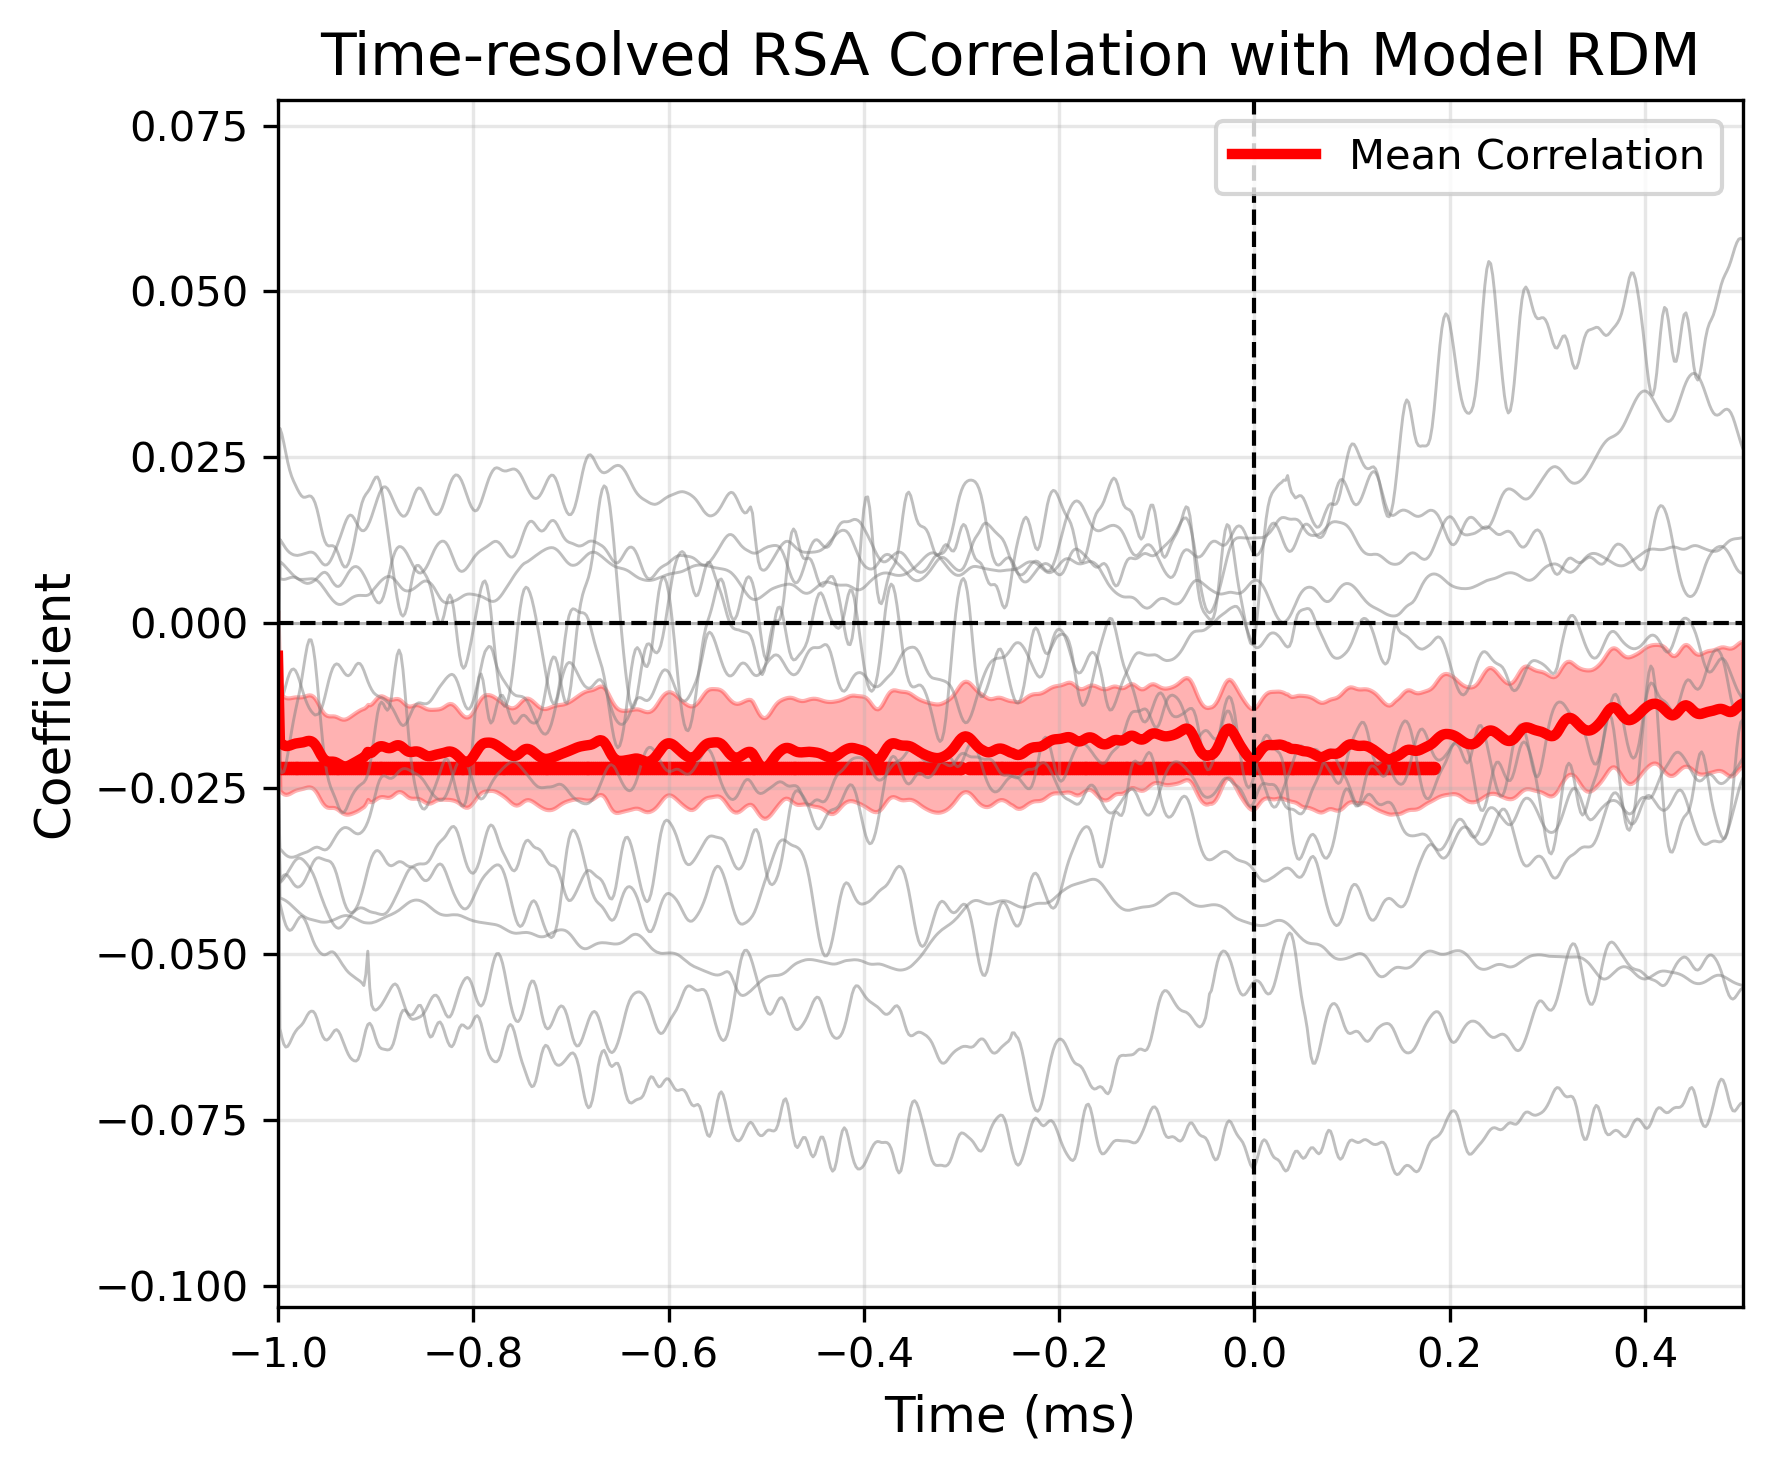 Time-resolved RSA Correlation with Model RDM
Mean Correlation
0.075
0.050
0.025
0.000
−0.025
−0.050
−0.075
−0.100
Coefficient
−1.0 −0.8 −0.6 −0.4 −0.2 0.0 0.2 0.4
Time (ms)